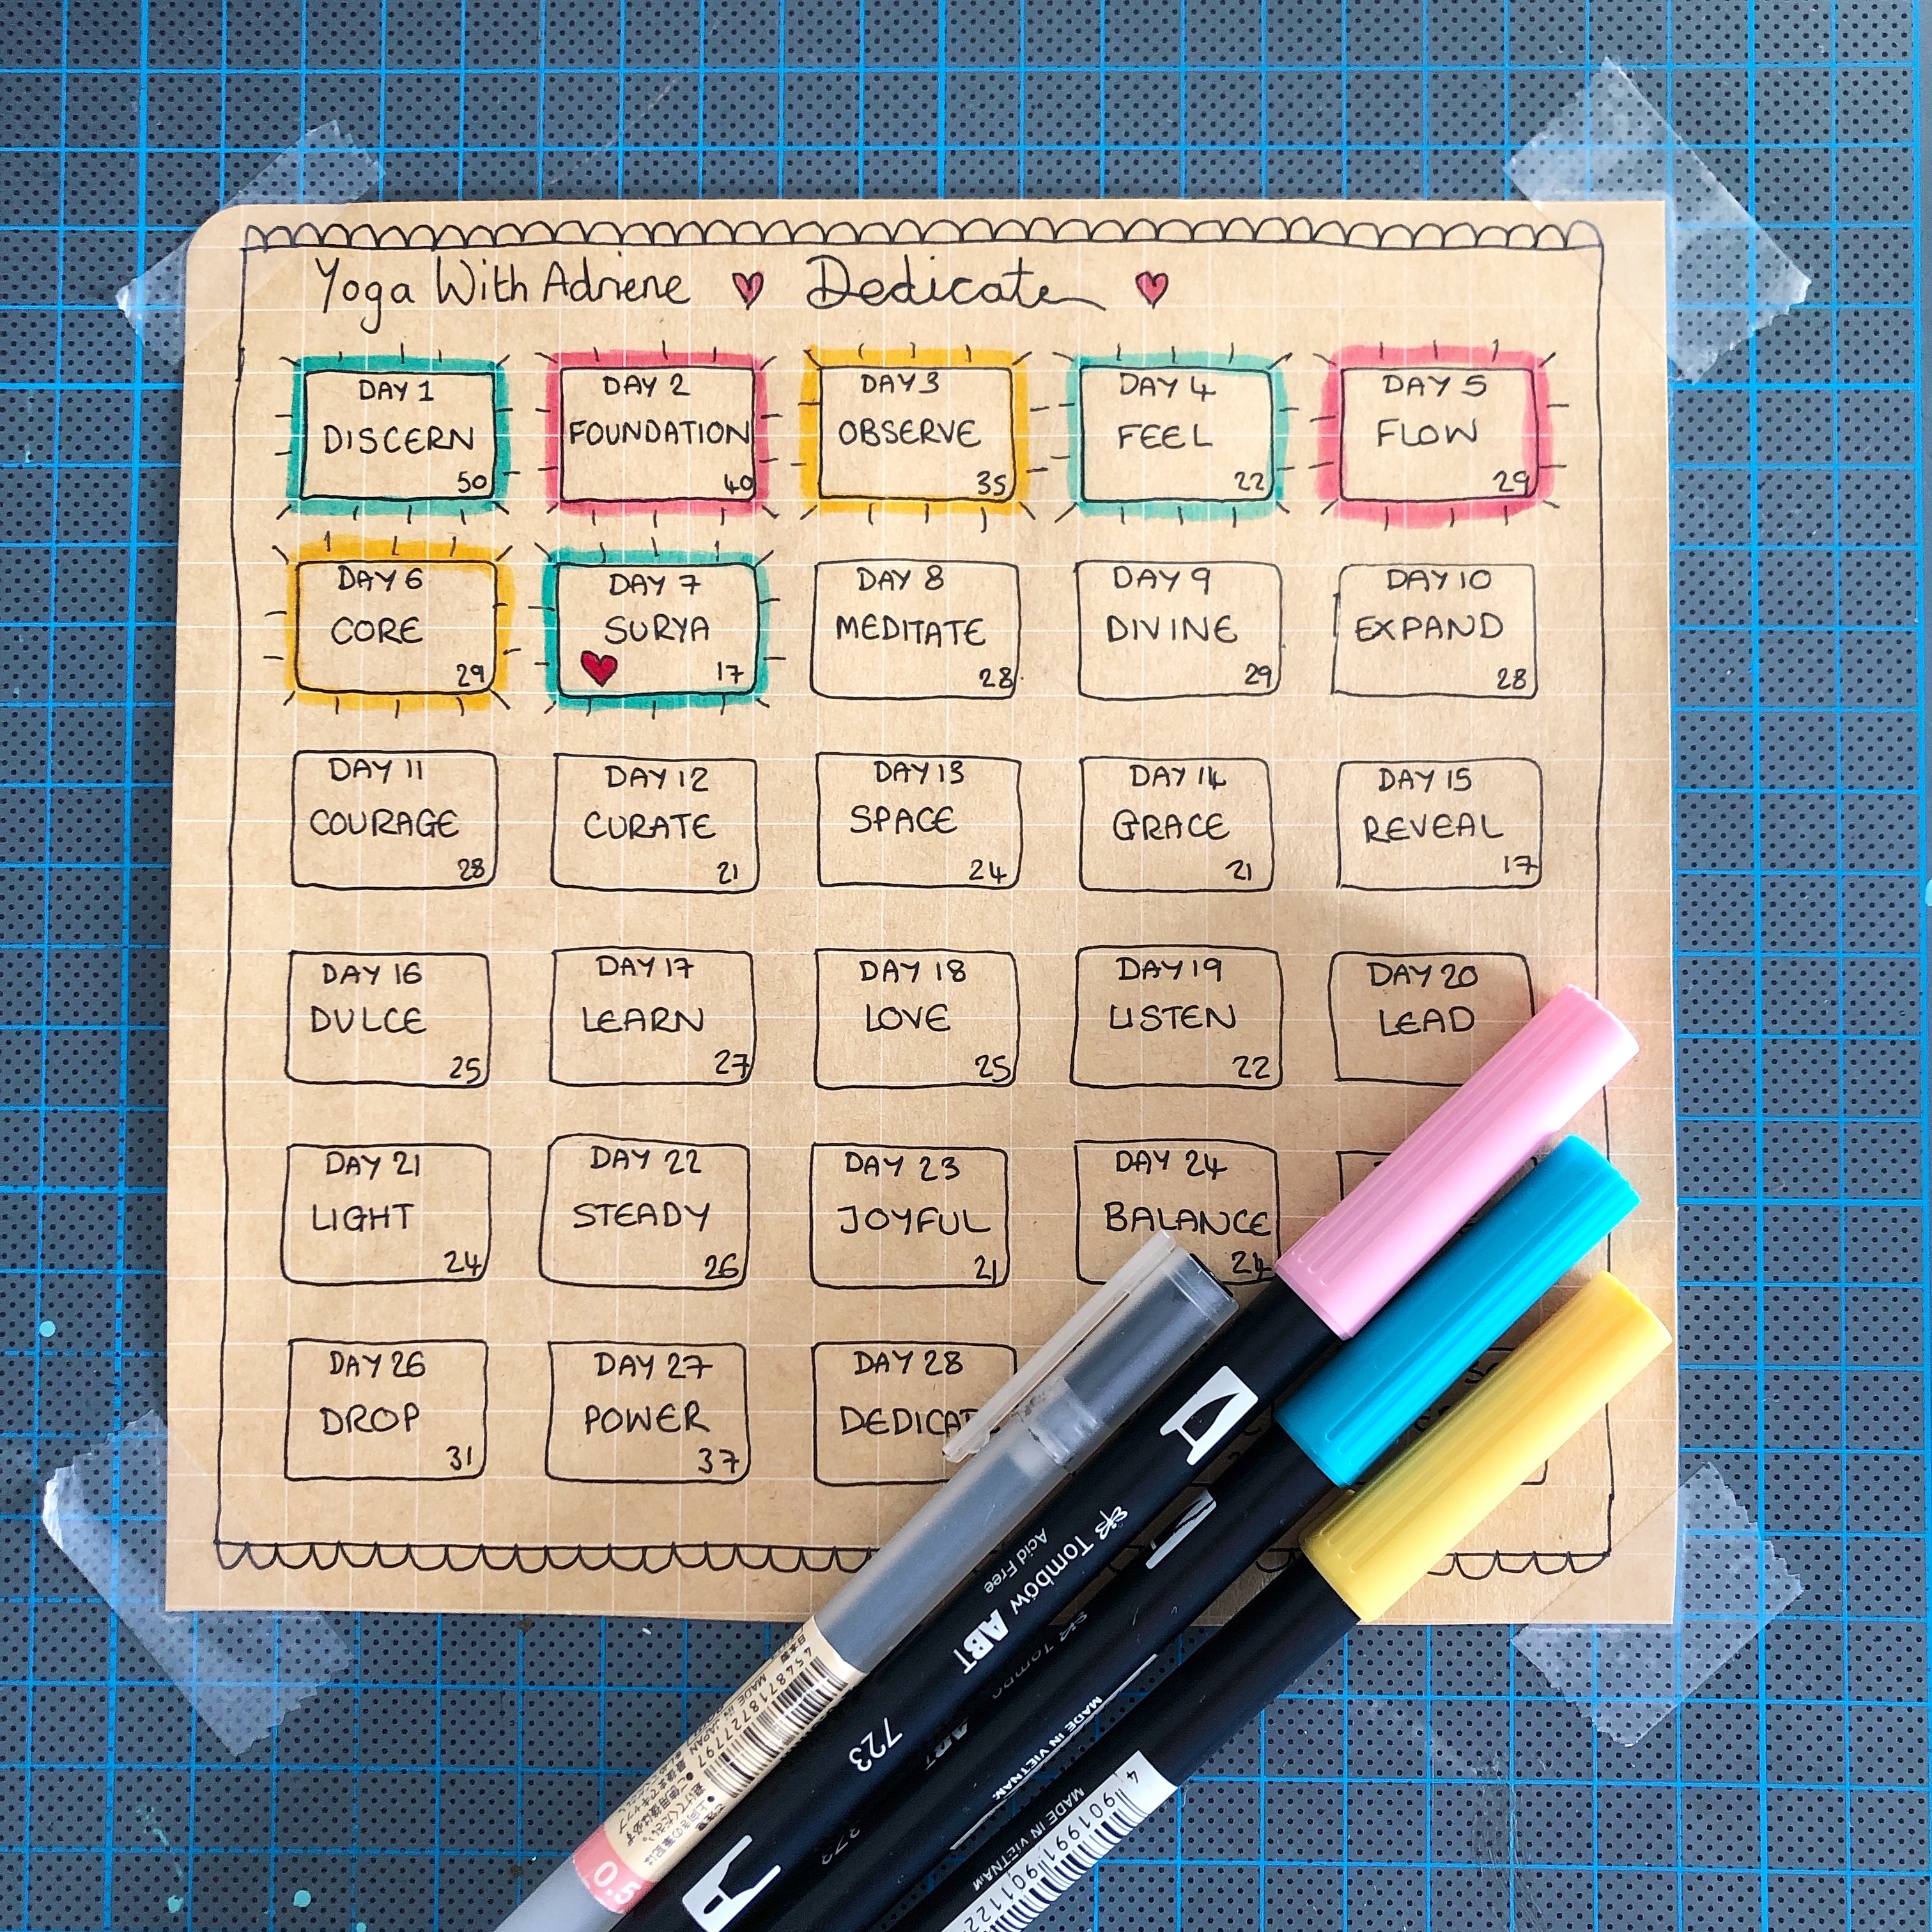 Yoga With Adriene ♥ Dedicate ♥
DAY 1
DISCERN
50
DAY 2
FOUNDATION
40
DAY 3
OBSERVE
35
DAY 4
FEEL
22
DAY 5
FLOW
29
DAY 6
CORE
29
DAY 7
SURYA
17
DAY 8
MEDITATE
28
DAY 9
DIVINE
29
DAY 10
EXPAND
28
DAY 11
COURAGE
28
DAY 12
CURATE
21
DAY 13
SPACE
24
DAY 14
GRACE
21
DAY 15
REVEAL
17
DAY 16
DULCE
25
DAY 17
LEARN
27
DAY 18
LOVE
25
DAY 19
LISTEN
22
DAY 20
LEAD
DAY 21
LIGHT
24
DAY 22
STEADY
26
DAY 23
JOYFUL
21
DAY 24
BALANCE
24
DAY 26
DROP
31
DAY 27
POWER
37
DAY 28
DEDICAT
Tombow ABT
Acid Free
723
MADE IN VIETNAM
MADE IN VIETNAM
MADE IN JAPAN
0.5